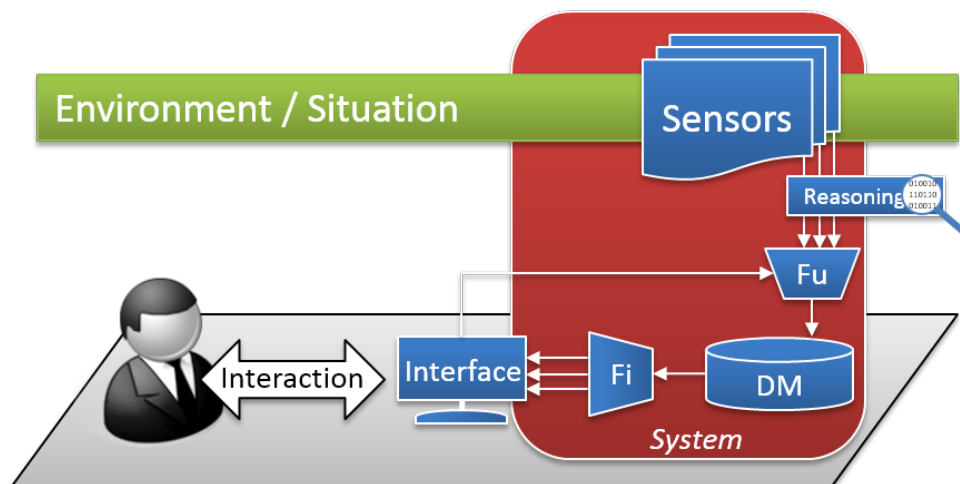 Environment / Situation
Sensors
Reasoning
010010
110110
010011
Fu
Interaction
Interface
Fi
DM
System